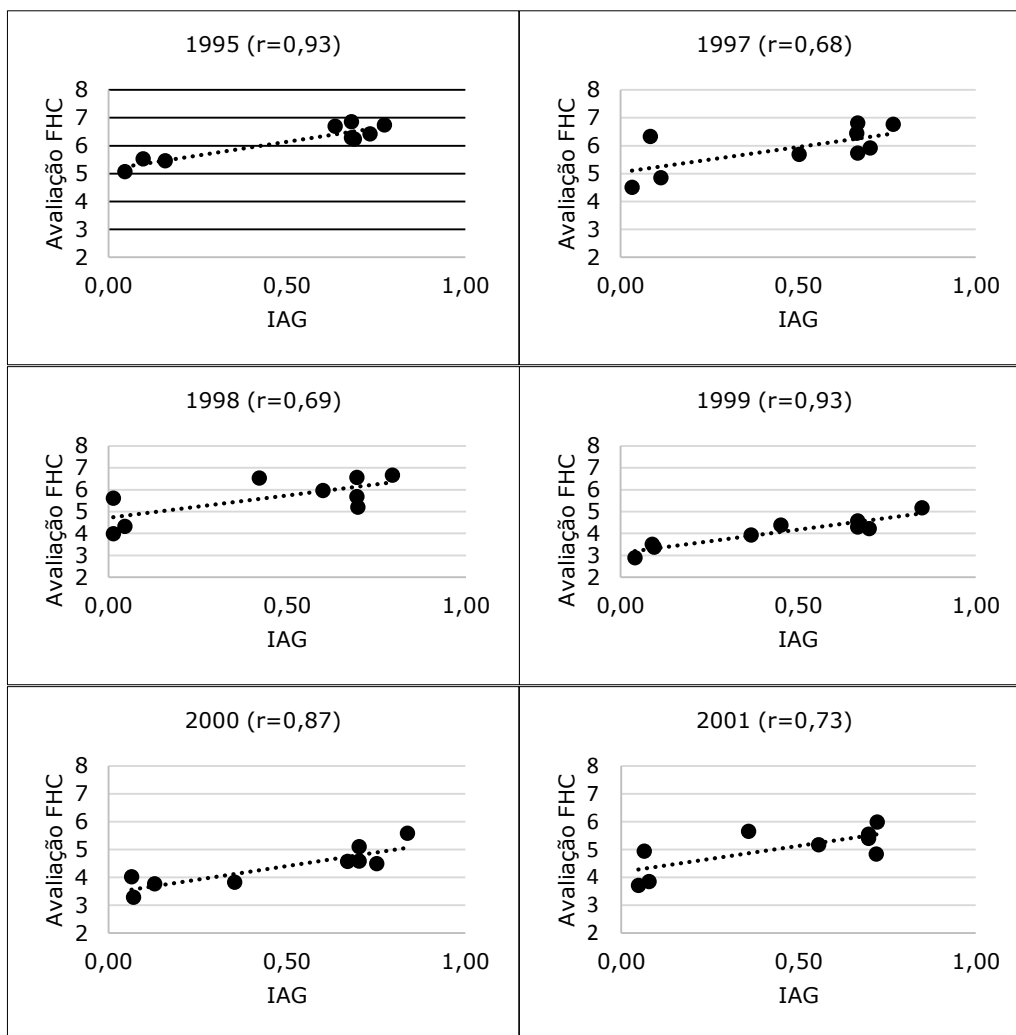 1995 (r=0,93)
Avaliação FHC
8
7
6
5
4
3
2
0,00 0,50 1,00
IAG
1997 (r=0,68)
Avaliação FHC
8
7
6
5
4
3
2
0,00 0,50 1,00
IAG
1998 (r=0,69)
Avaliação FHC
8
7
6
5
4
3
2
0,00 0,50 1,00
IAG
1999 (r=0,93)
Avaliação FHC
8
7
6
5
4
3
2
0,00 0,50 1,00
IAG
2000 (r=0,87)
Avaliação FHC
8
7
6
5
4
3
2
0,00 0,50 1,00
IAG
2001 (r=0,73)
Avaliação FHC
8
7
6
5
4
3
2
0,00 0,50 1,00
IAG